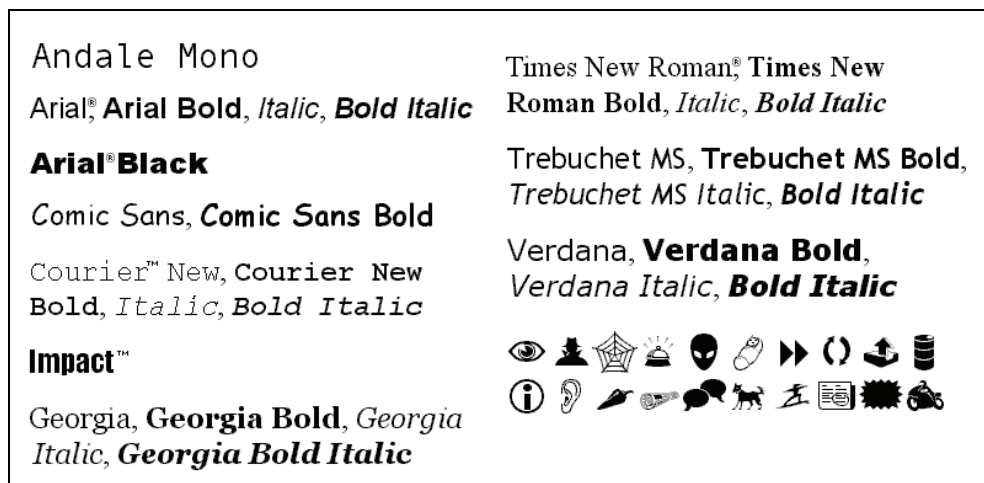 Andale Mono
Arial®, Arial Bold, Italic, Bold Italic
Arial® Black
Comic Sans, Comic Sans Bold
Courier™ New, Courier New
Bold, Italic, Bold Italic
Impact™
Georgia, Georgia Bold, Georgia
Italic, Georgia Bold Italic
Times New Roman®, Times New
Roman Bold, Italic, Bold Italic
Trebuchet MS, Trebuchet MS Bold,
Trebuchet MS Italic, Bold Italic
Verdana, Verdana Bold,
Verdana Italic, Bold Italic